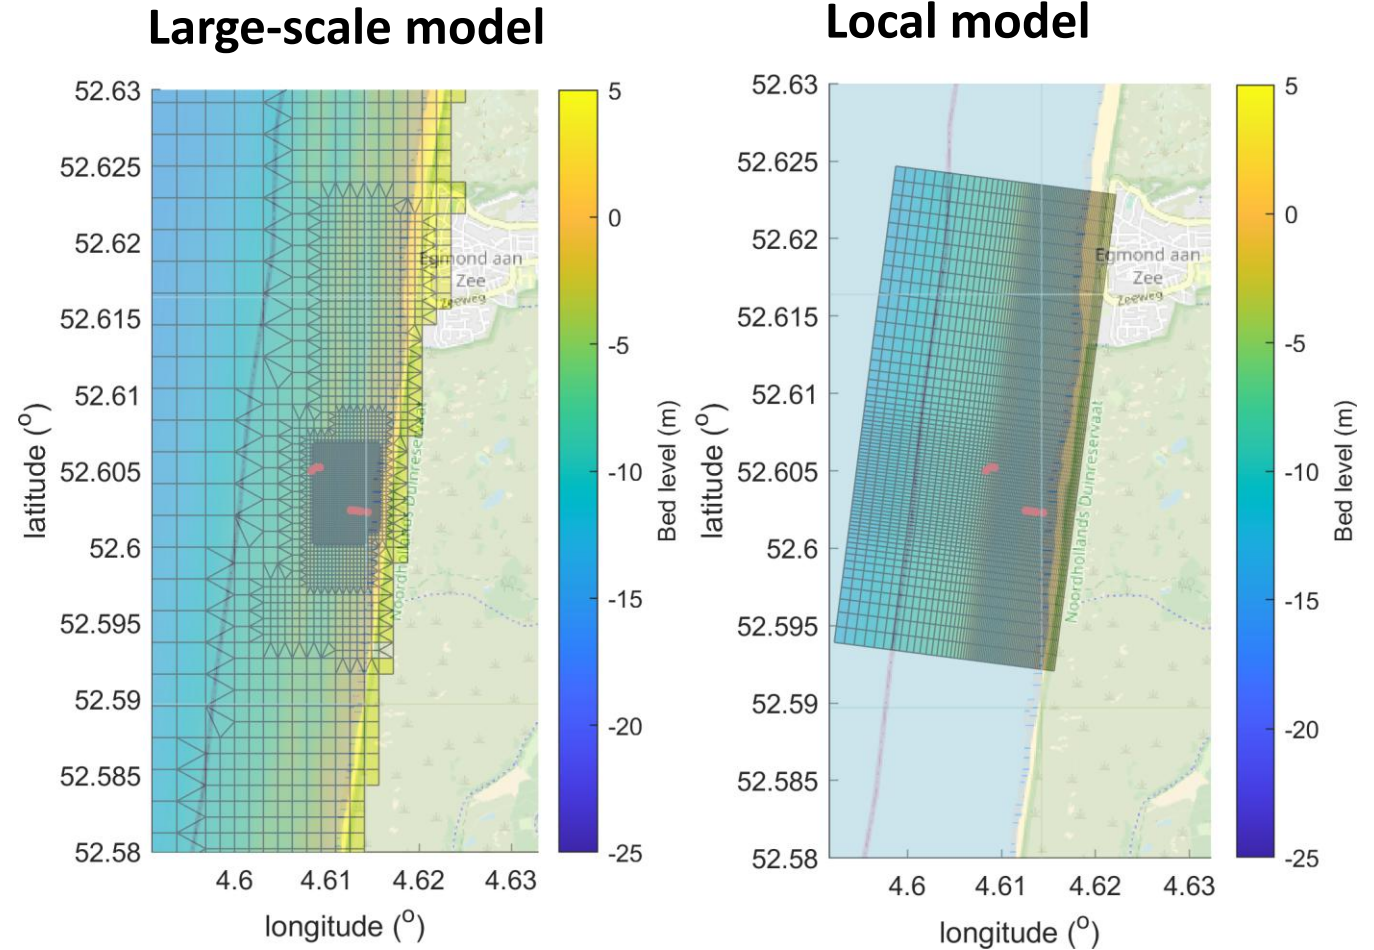 Large-scale model
Local model
52.63
52.625
52.62
52.615
52.61
52.605
52.6
52.595
52.59
52.585
52.58
latitude (o)
4.6
4.61
4.62
4.63
longitude (o)
Egmond aan
Zee
Zeeweg
Noordhollands Duinreservaat
5
0
-5
-10
-15
-20
-25
Bed level (m)
52.63
52.625
52.62
52.615
52.61
52.605
52.6
52.595
52.59
52.585
52.58
latitude (o)
4.6
4.61
4.62
4.63
longitude (o)
Egmond aan
Zee
Zeeweg
Noordhollands Duinreservaat
5
0
-5
-10
-15
-20
-25
Bed level (m)